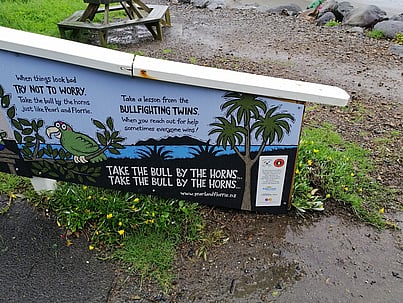 When things look bad
TRY NOT TO WORRY.
Take the bull by the horns
just like Pearl and Florrie.
Take a lesson from the
BULLFIGHTING TWINS.
When you reach out for help
sometimes everyone wins!
TAKE THE BULL BY THE HORNS...
TAKE THE BULL BY THE HORNS...
www.pearlandflorrie.nz